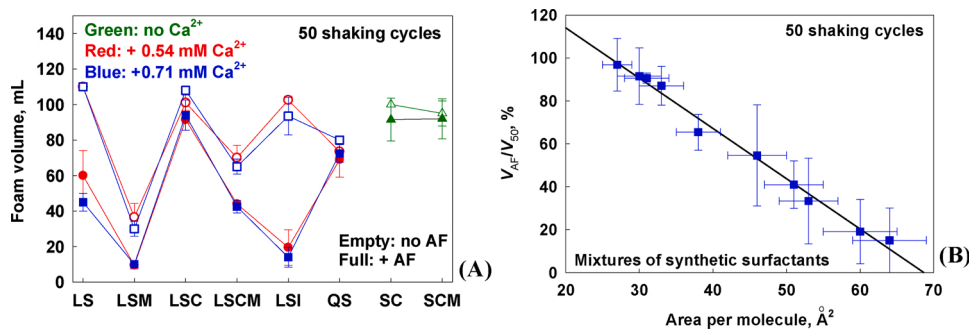 Green: no Ca²⁺
Red: + 0.54 mM Ca²⁺
Blue: +0.71 mM Ca²⁺
50 shaking cycles
Foam volume, mL
140
120
100
80
60
40
20
0
LS LSM LSC LSCM LSI QS SC SCM
Empty: no AF
Full: + AF
(A)
50 shaking cycles
V_AF/V_50, %
120
100
80
60
40
20
0
Mixtures of synthetic surfactants
20 30 40 50 60 70
Area per molecule, Å²
(B)